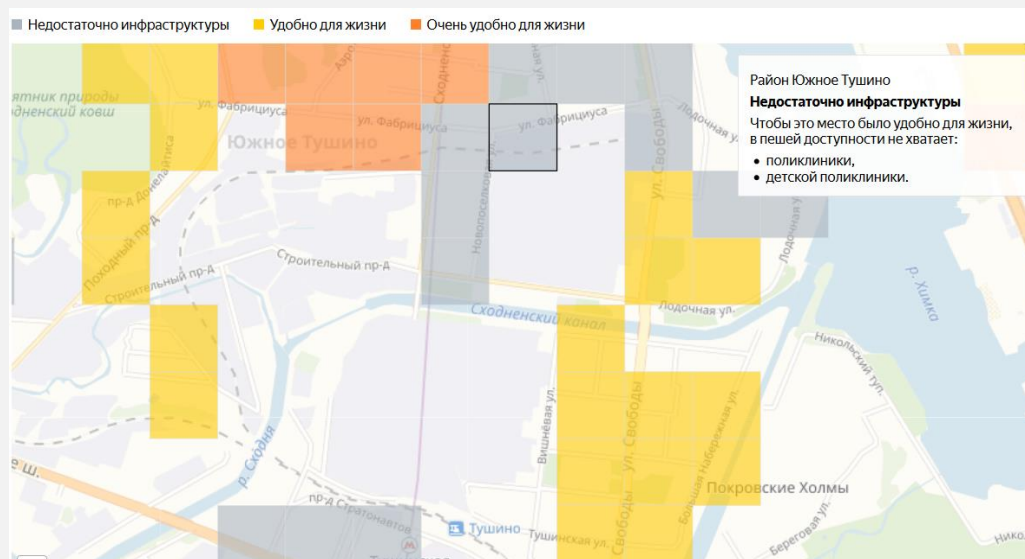 Недостаточно инфраструктуры
Удобно для жизни
Очень удобно для жизни
Район Южное Тушино
Недостаточно инфраструктуры
Чтобы это место было удобно для жизни,
в пешей доступности не хватает:
• поликлиники,
• детской поликлиники.
ул. Фабрициуса
ул. Фабрициуса
ул. Фабрициуса
Лодочная у
Южное Тушино
ул. Свободы
пр-д Донелайтиса
Новопоселковая ул.
Лодочная ул.
Походный пр-д
Строительный пр-д
Строительный пр-д
р. Химка
Лодочная ул.
Сходненский канал
Никольский туп.
Вишнёвая ул.
ул. Свободы
Свободы
Большая Набережная ул.
р. Сходня
е ш.
Покровские Холмы
пр-д Стратонавтов
Тушино
Тушинская ул.
Береговая ул.